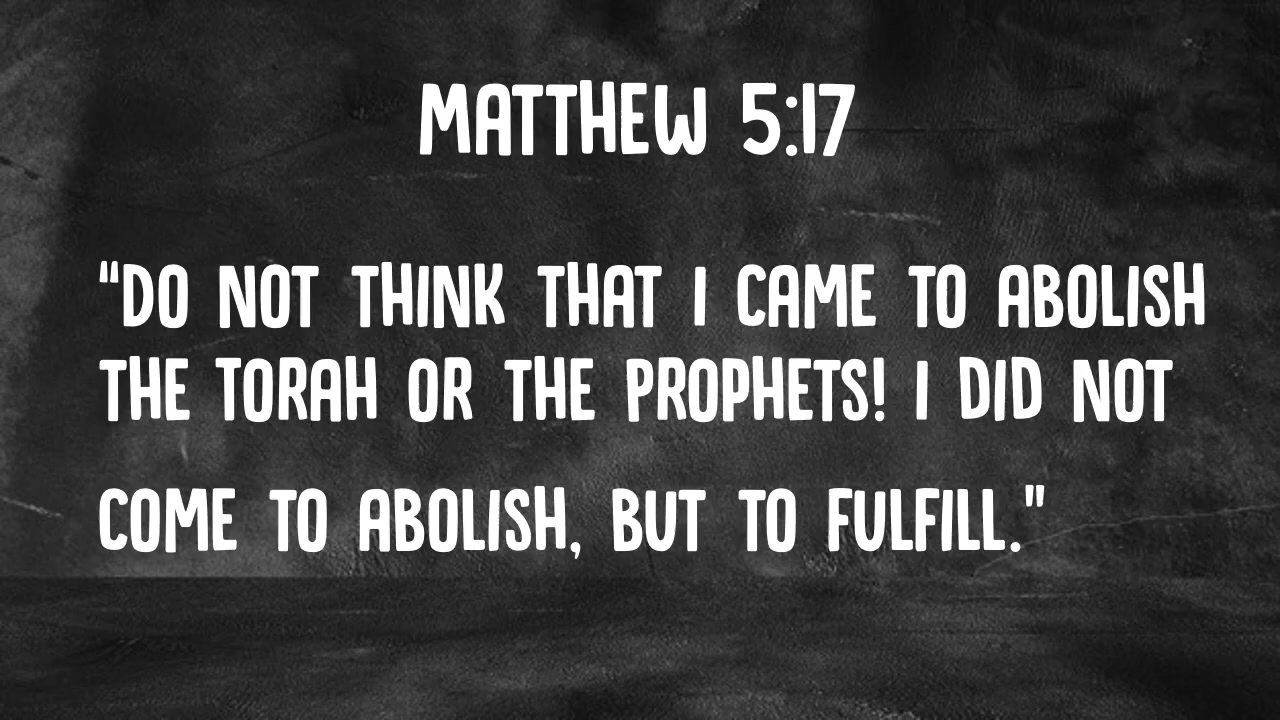 MATTHEW 5:17
"DO NOT THINK THAT I CAME TO ABOLISH
THE TORAH OR THE PROPHETS! I DID NOT
COME TO ABOLISH, BUT TO FULFILL."